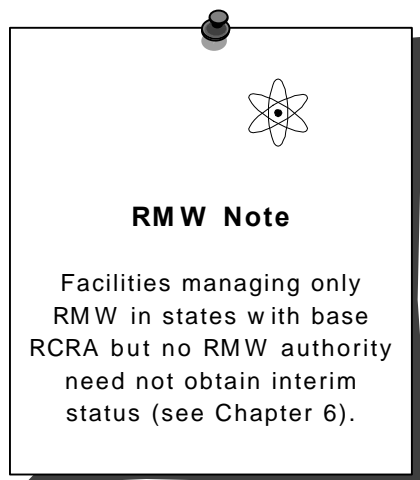 RMW Note
Facilities managing only
RMW in states with base
RCRA but no RMW authority
need not obtain interim
status (see Chapter 6).